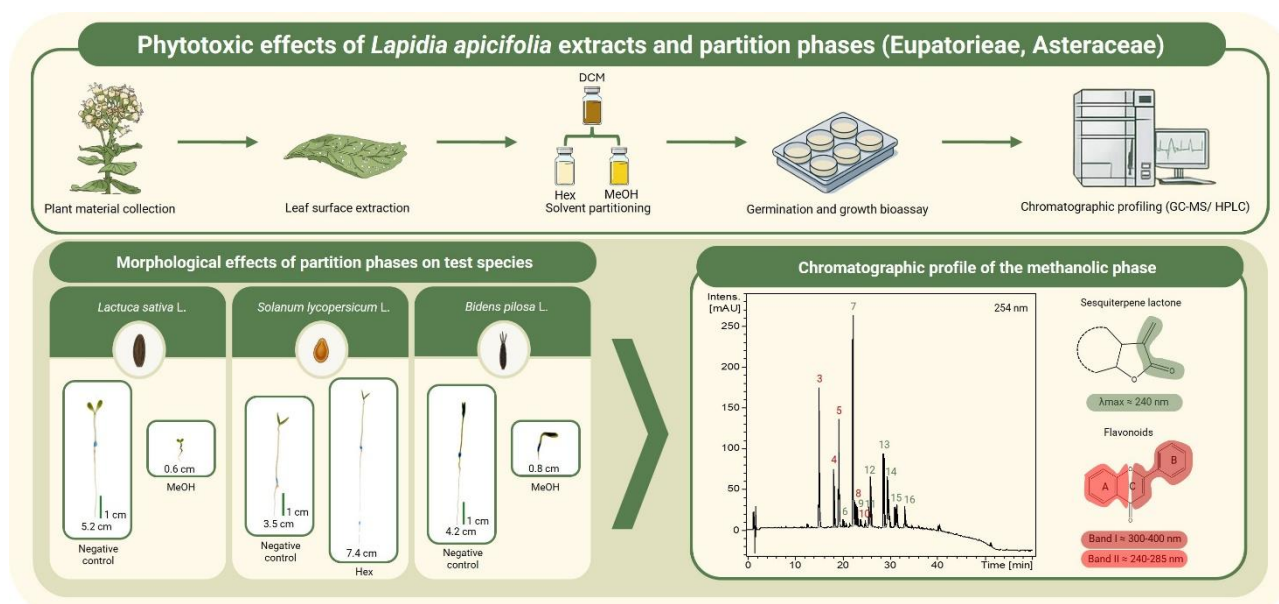 Phytotoxic effects of Lapidia apicifolia extracts and partition phases (Eupatorieae, Asteraceae)
DCM
Hex
MeOH
Plant material collection
Leaf surface extraction
Solvent partitioning
Germination and growth bioassay
Chromatographic profiling (GC-MS/ HPLC)
Morphological effects of partition phases on test species
Lactuca sativa L.
5.2 cm
1 cm
Negative
control
0.6 cm
MeOH
Solanum lycopersicum L.
3.5 cm
1 cm
Negative
control
7.4 cm
Hex
Bidens pilosa L.
4.2 cm
1 cm
Negative
control
0.8 cm
MeOH
Chromatographic profile of the methanolic phase
Intens.
[mAU]
254 nm
250
200
150
100
50
0
3
4
5
6
7
8
9
10
11
12
13
14
15
16
0
10
20
30
40
Time [min]
Sesquiterpene lactone
O
O
λmax ≈ 240 nm
Flavonoids
A
C
B
O
O
Band I ≈ 300-400 nm
Band II ≈ 240-285 nm